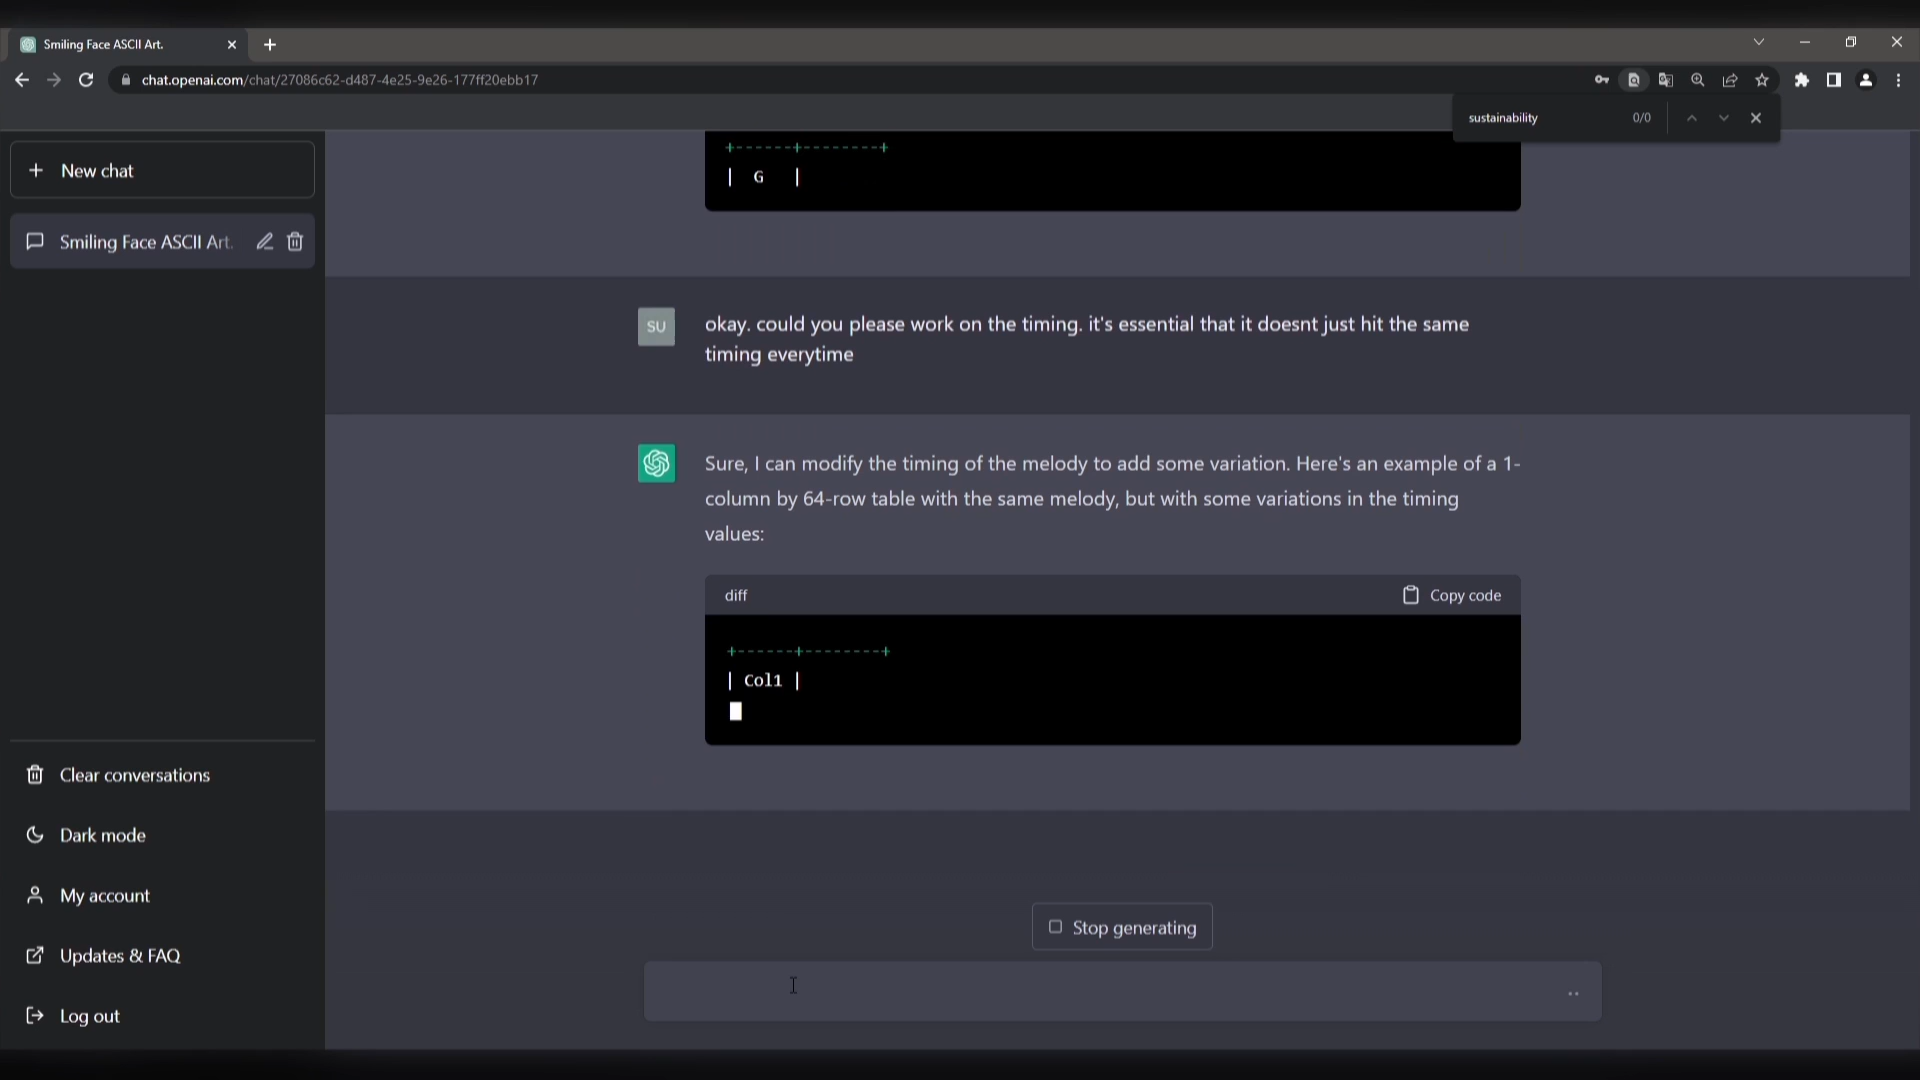 Smiling Face ASCII Art.
chat.openai.com/chat/27086c62-d487-4e25-9e26-177ff20ebb17
sustainability 0/0
New chat
Smiling Face ASCII Art.
+------+--------+
| G |
SU
okay. could you please work on the timing. it's essential that it doesnt just hit the same
timing everytime
Sure, I can modify the timing of the melody to add some variation. Here's an example of a 1-
column by 64-row table with the same melody, but with some variations in the timing
values:
diff Copy code
+------+--------+
| Col1 |
Clear conversations
Dark mode
My account
Updates & FAQ
Log out
Stop generating